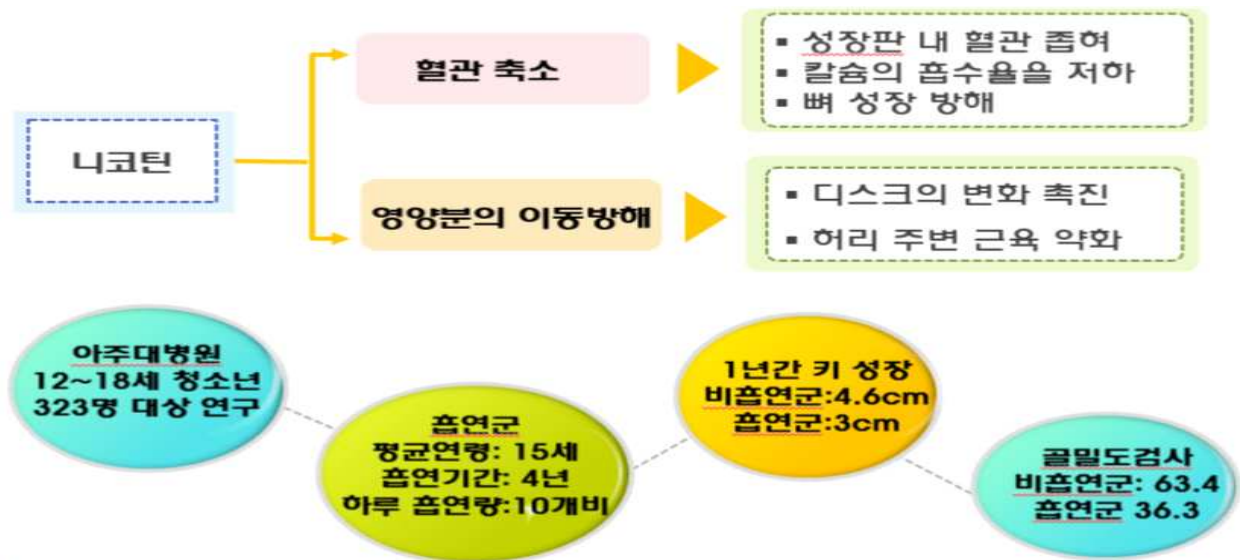 니코틴
혈관 축소
▪ 성장판 내 혈관 좁혀
▪ 칼슘의 흡수율을 저하
▪ 뼈 성장 방해
영양분의 이동방해
▪ 디스크의 변화 촉진
▪ 허리 주변 근육 약화
아주대병원
12~18세 청소년
323명 대상 연구
흡연군
평균연령: 15세
흡연기간: 4년
하루 흡연량:10개비
1년간 키 성장
비흡연군:4.6cm
흡연군:3cm
골밀도검사
비흡연군: 63.4
흡연군 36.3